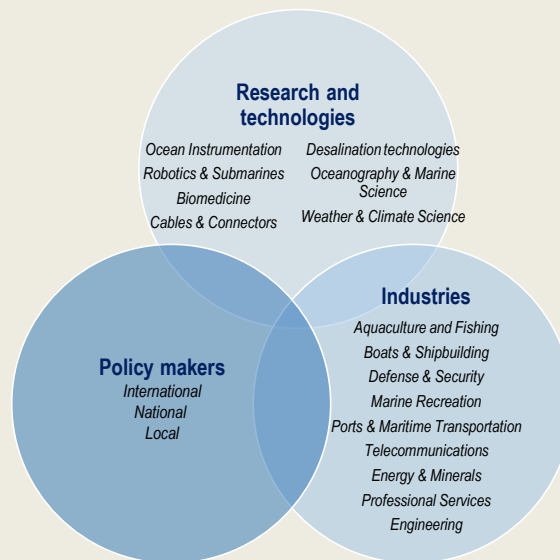 Research and
technologies
Ocean Instrumentation
Robotics & Submarines
Biomedicine
Cables & Connectors
Desalination technologies
Oceanography & Marine
Science
Weather & Climate Science
Policy makers
International
National
Local
Industries
Aquaculture and Fishing
Boats & Shipbuilding
Defense & Security
Marine Recreation
Ports & Maritime Transportation
Telecommunications
Energy & Minerals
Professional Services
Engineering